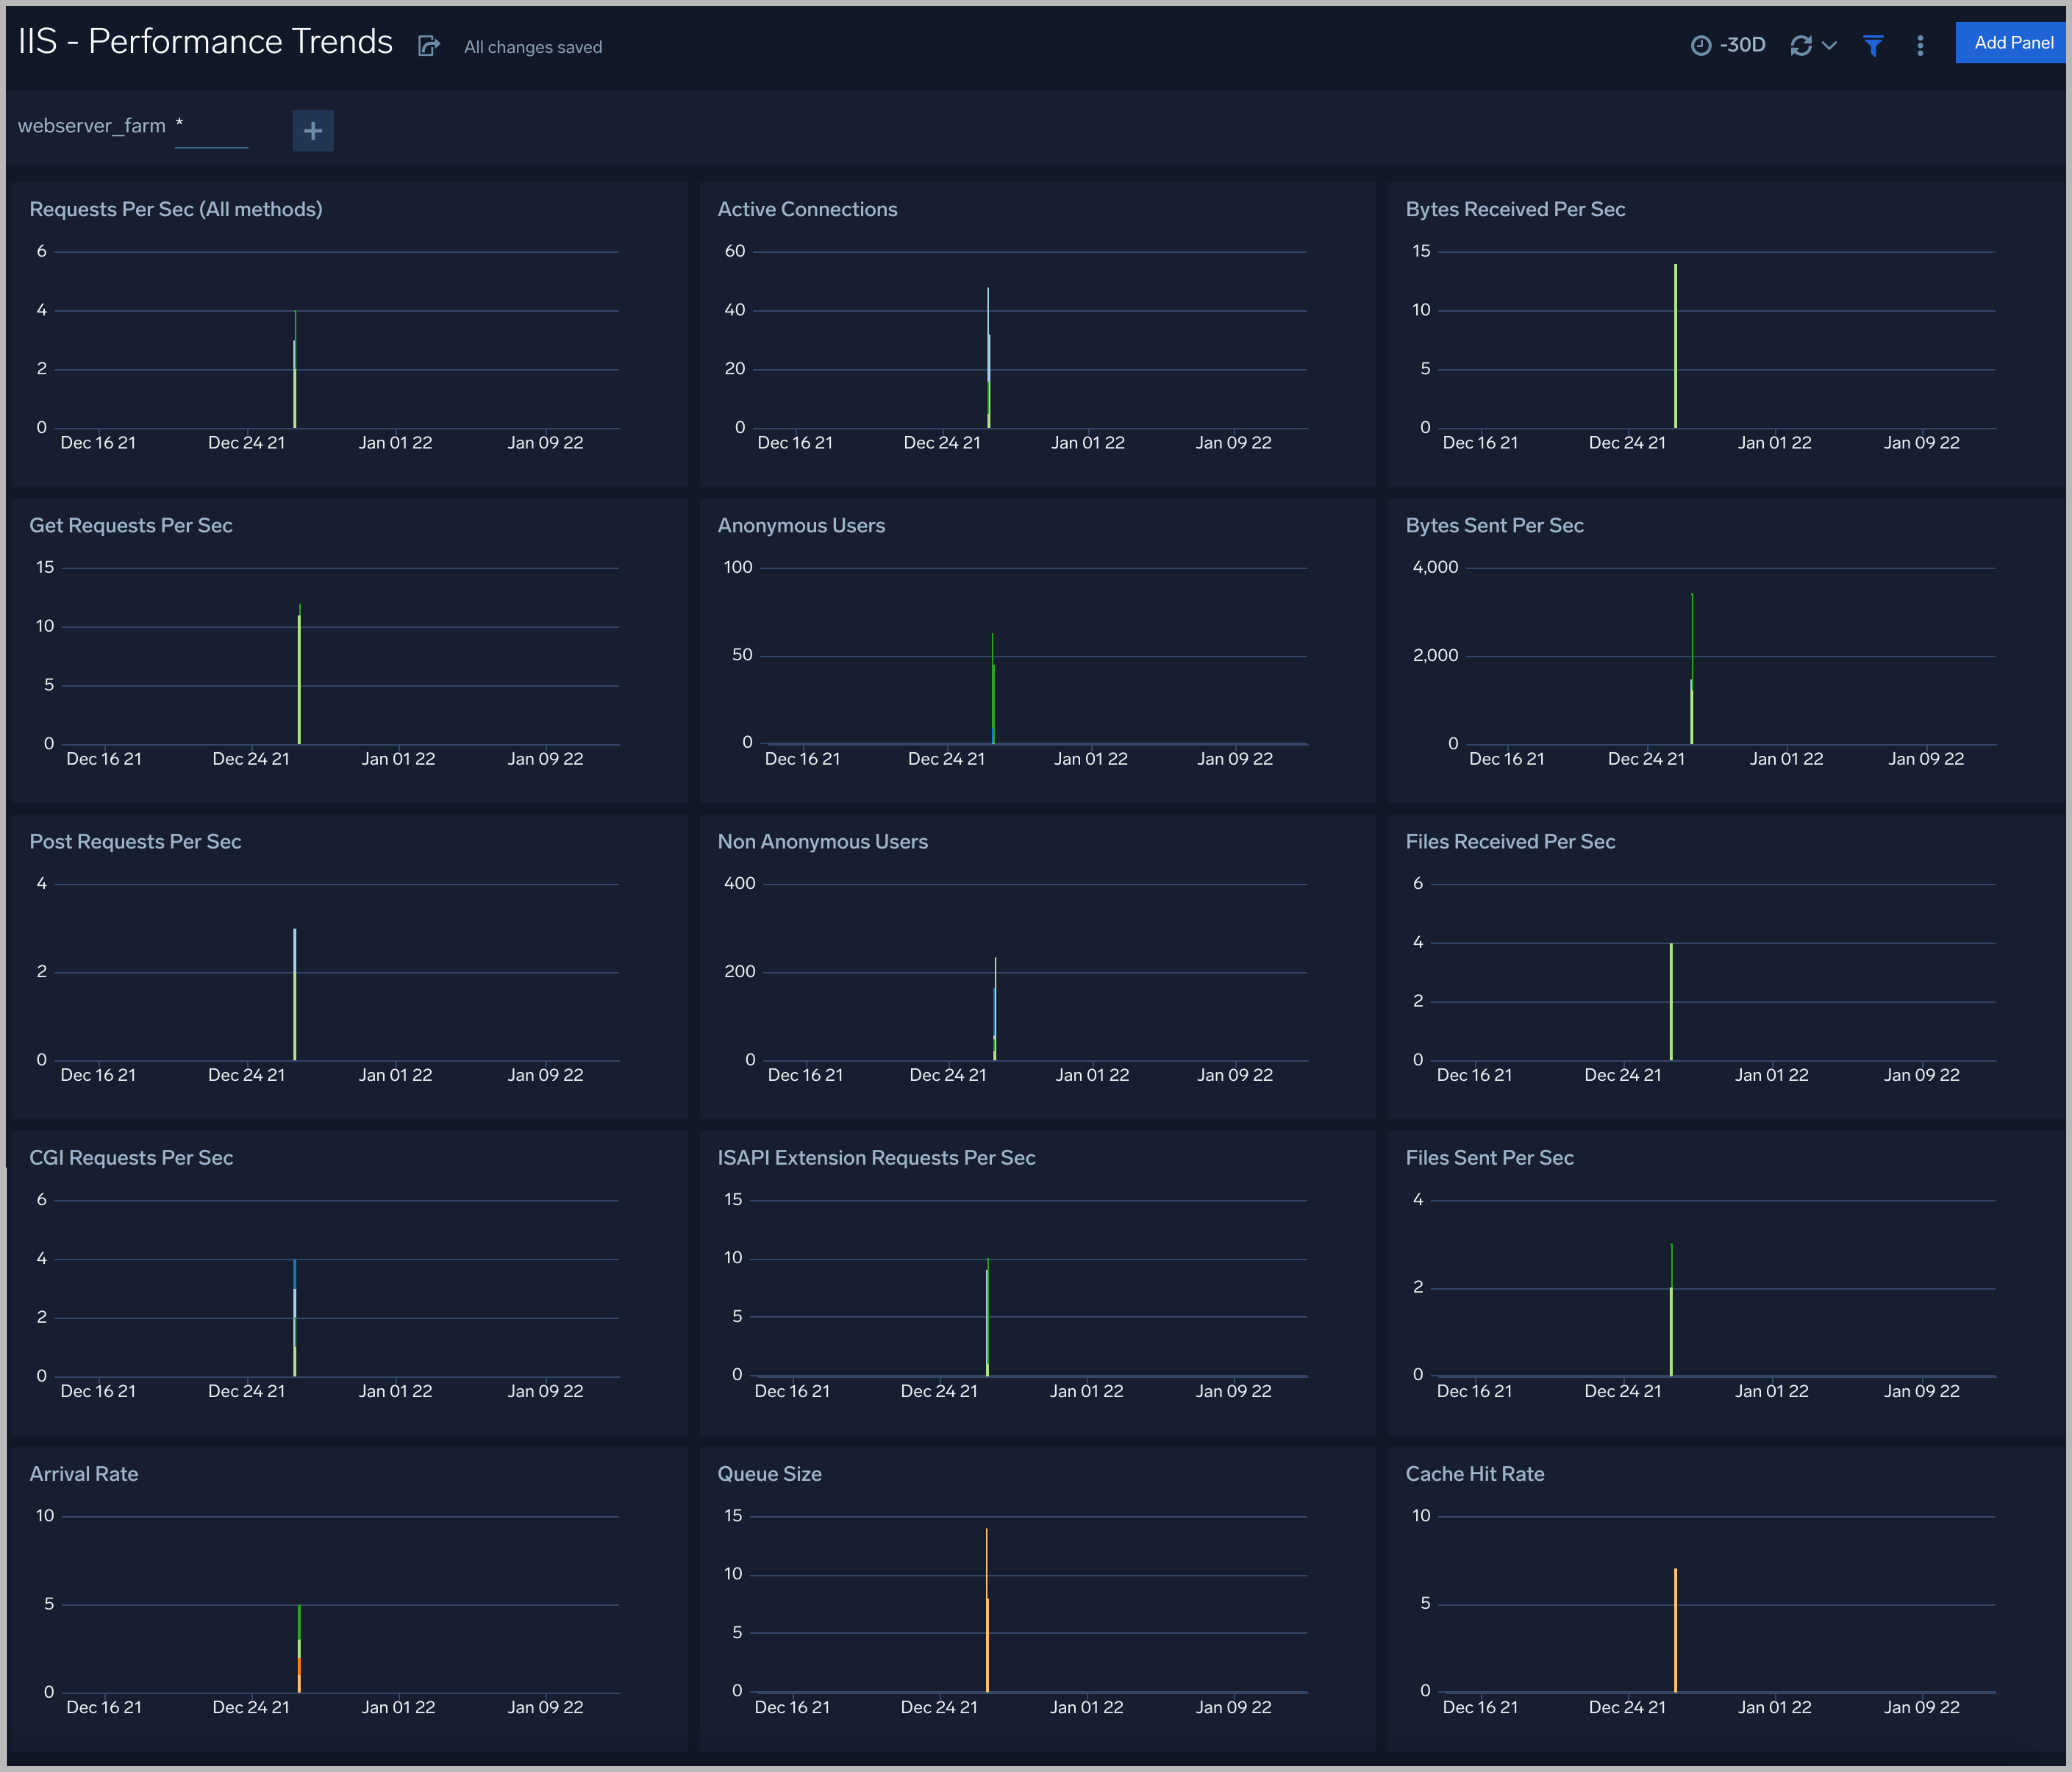 IIS - Performance Trends
All changes saved
-30D
Add Panel
webserver_farm *
+
Requests Per Sec (All methods)
6
4
2
0
Dec 16 21 Dec 24 21 Jan 01 22 Jan 09 22
Active Connections
60
40
20
0
Dec 16 21 Dec 24 21 Jan 01 22 Jan 09 22
Bytes Received Per Sec
15
10
5
0
Dec 16 21 Dec 24 21 Jan 01 22 Jan 09 22
Get Requests Per Sec
15
10
5
0
Dec 16 21 Dec 24 21 Jan 01 22 Jan 09 22
Anonymous Users
100
50
0
Dec 16 21 Dec 24 21 Jan 01 22 Jan 09 22
Bytes Sent Per Sec
4,000
2,000
0
Dec 16 21 Dec 24 21 Jan 01 22 Jan 09 22
Post Requests Per Sec
4
2
0
Dec 16 21 Dec 24 21 Jan 01 22 Jan 09 22
Non Anonymous Users
400
200
0
Dec 16 21 Dec 24 21 Jan 01 22 Jan 09 22
Files Received Per Sec
6
4
2
0
Dec 16 21 Dec 24 21 Jan 01 22 Jan 09 22
CGI Requests Per Sec
6
4
2
0
Dec 16 21 Dec 24 21 Jan 01 22 Jan 09 22
ISAPI Extension Requests Per Sec
15
10
5
0
Dec 16 21 Dec 24 21 Jan 01 22 Jan 09 22
Files Sent Per Sec
4
2
0
Dec 16 21 Dec 24 21 Jan 01 22 Jan 09 22
Arrival Rate
10
5
0
Dec 16 21 Dec 24 21 Jan 01 22 Jan 09 22
Queue Size
15
10
5
0
Dec 16 21 Dec 24 21 Jan 01 22 Jan 09 22
Cache Hit Rate
10
5
0
Dec 16 21 Dec 24 21 Jan 01 22 Jan 09 22